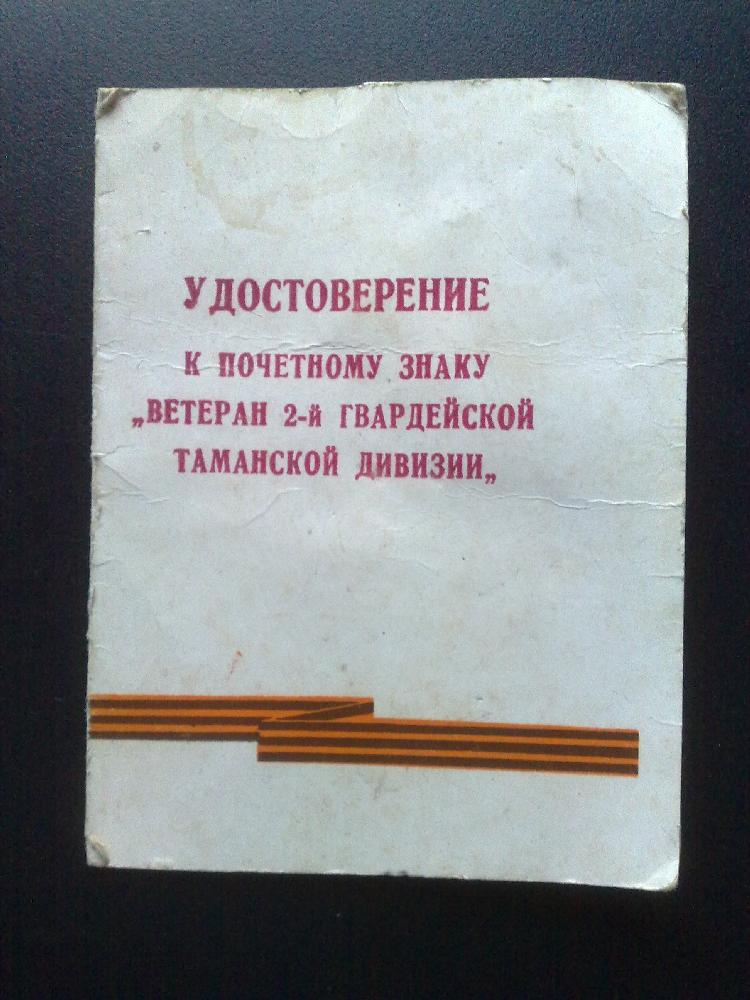 УДОСТОВЕРЕНИЕ
К ПОЧЕТНОМУ ЗНАКУ
„ВЕТЕРАН 2-й ГВАРДЕЙСКОЙ
ТАМАНСКОЙ ДИВИЗИИ„